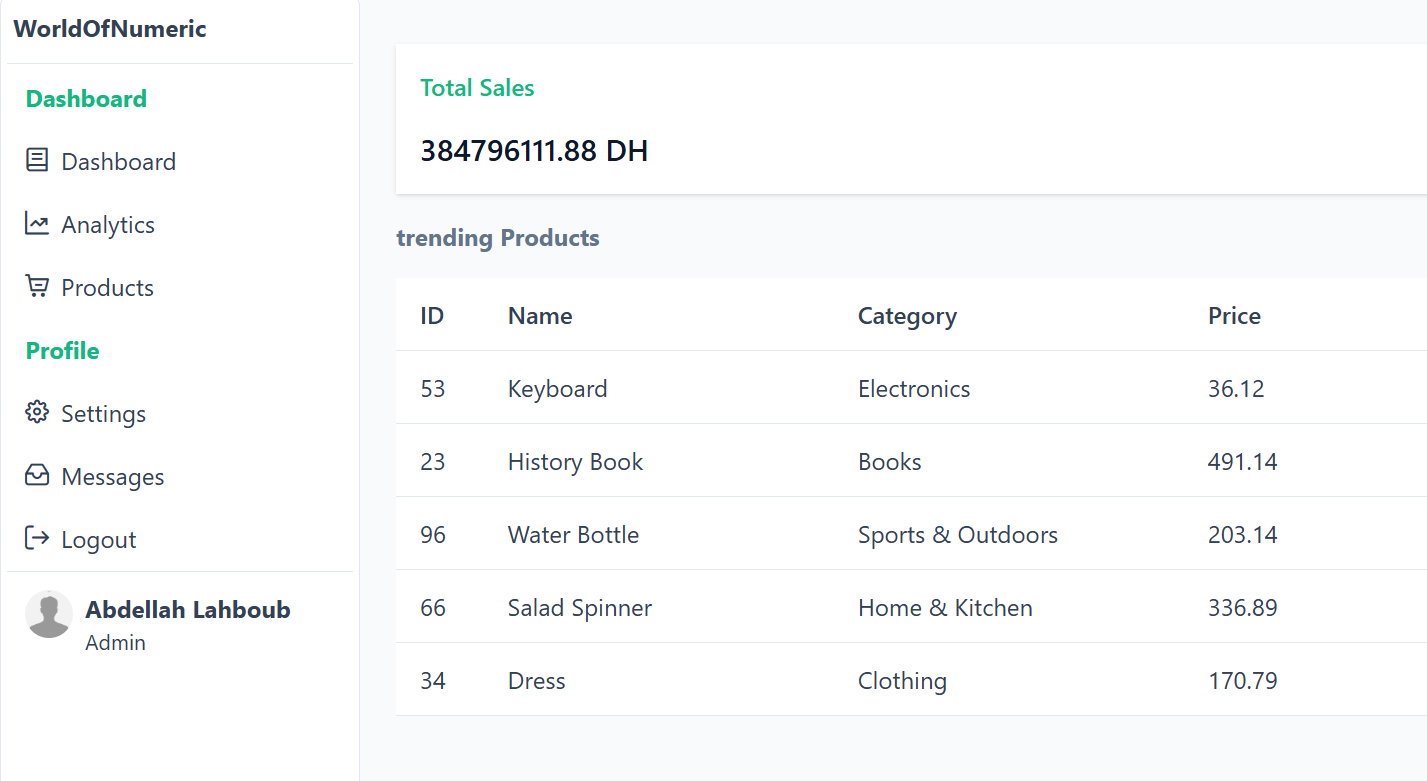 WorldOfNumeric
Dashboard
Dashboard
Analytics
Products
Profile
Settings
Messages
Logout
Abdellah Lahboub
Admin
Total Sales
384796111.88 DH
trending Products
ID Name Category Price
53 Keyboard Electronics 36.12
23 History Book Books 491.14
96 Water Bottle Sports & Outdoors 203.14
66 Salad Spinner Home & Kitchen 336.89
34 Dress Clothing 170.79